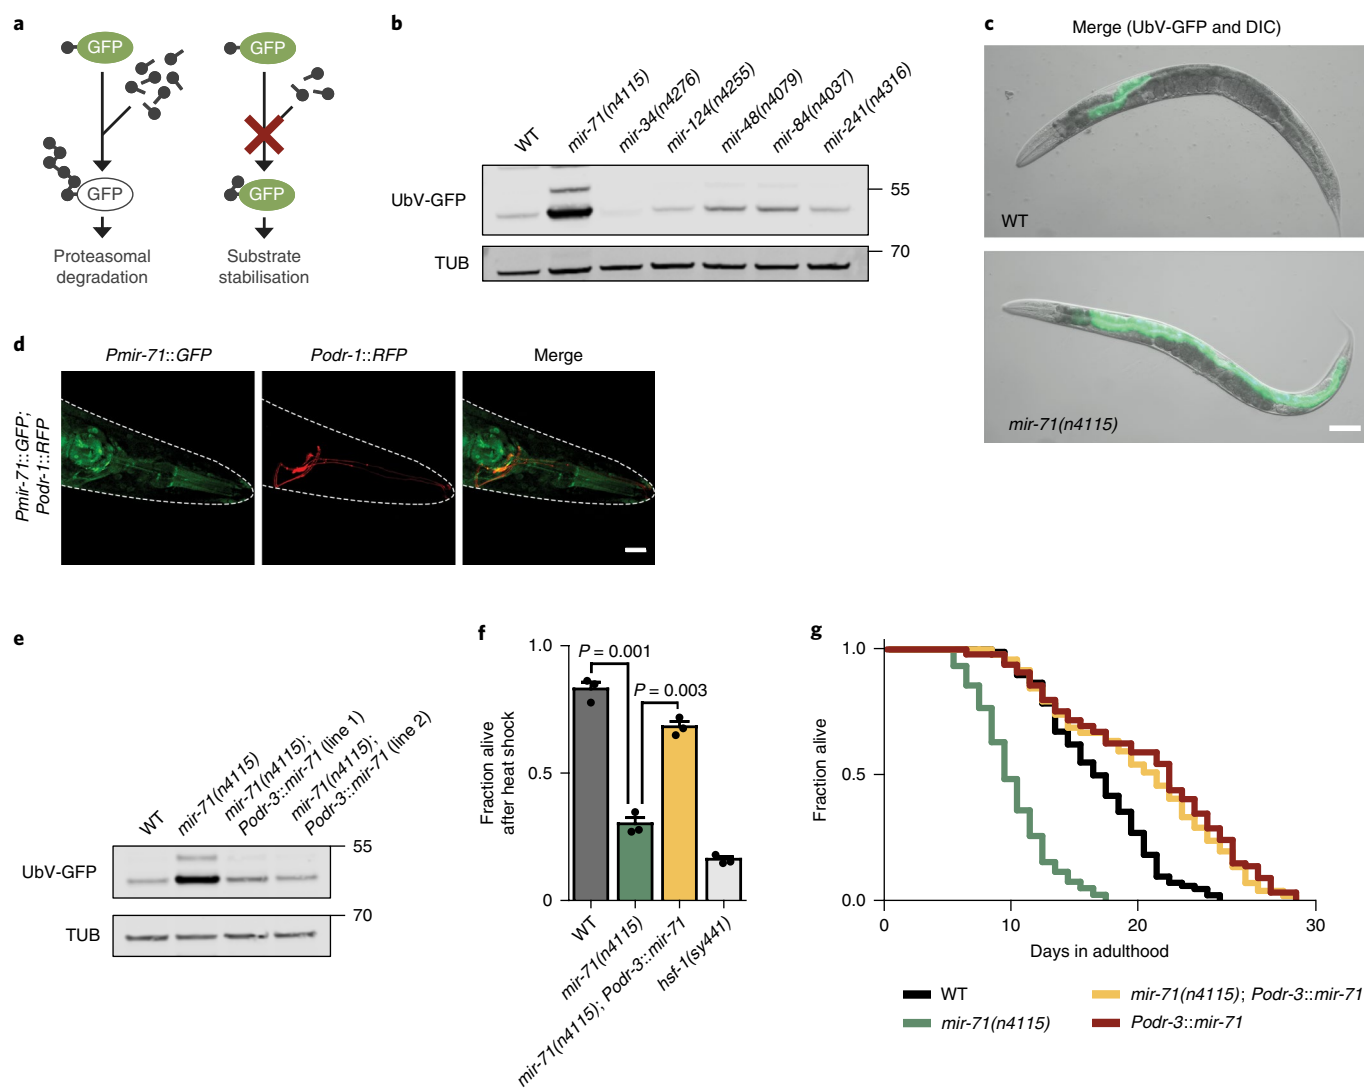 a
GFP
GFP
GFP
GFP
Proteasomal
degradation
Substrate
stabilisation
b
WT
mir-71(n4115)
mir-34(n4276)
mir-124(n4255)
mir-48(n4079)
mir-84(n4037)
mir-241(n4316)
UbV-GFP
55
TUB
70
c
Merge (UbV-GFP and DIC)
WT
mir-71(n4115)
d
Pmir-71::GFP
Podr-1::RFP
Merge
Pmir-71::GFP;
Podr-1::RFP
e
WT
mir-71(n4115)
mir-71(n4115);
Podr-3::mir-71 (line 1)
mir-71(n4115);
Podr-3::mir-71 (line 2)
UbV-GFP
55
TUB
70
f
Fraction alive
after heat shock
1.0
0.5
0
P = 0.001
P = 0.003
WT
mir-71(n4115)
mir-71(n4115); Podr-3::mir-71
hsf-1(sy441)
g
Fraction alive
1.0
0.5
0.0
0
10
20
30
Days in adulthood
WT
mir-71(n4115)
mir-71(n4115); Podr-3::mir-71
Podr-3::mir-71